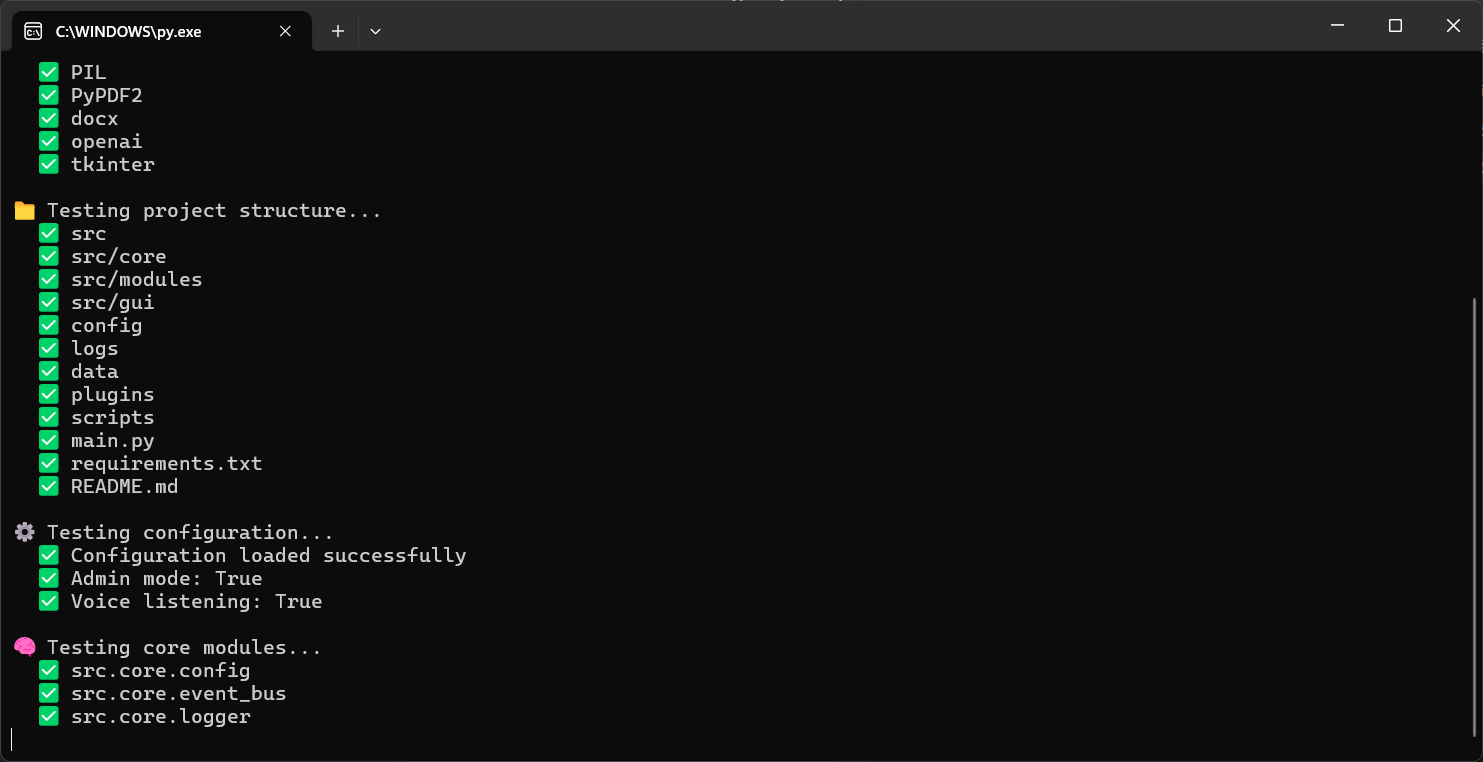 C:\WINDOWS\py.exe
✅ PIL
✅ PyPDF2
✅ docx
✅ openai
✅ tkinter
📁 Testing project structure...
✅ src
✅ src/core
✅ src/modules
✅ src/gui
✅ config
✅ logs
✅ data
✅ plugins
✅ scripts
✅ main.py
✅ requirements.txt
✅ README.md
⚙️ Testing configuration...
✅ Configuration loaded successfully
✅ Admin mode: True
✅ Voice listening: True
🧠 Testing core modules...
✅ src.core.config
✅ src.core.event_bus
✅ src.core.logger